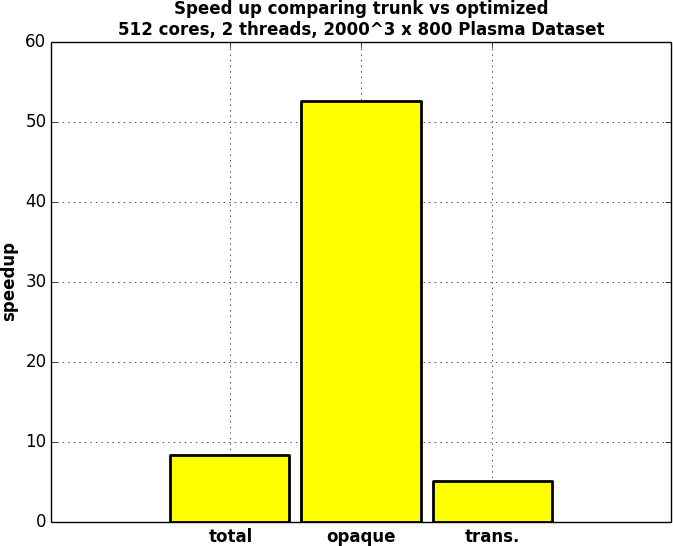 Speed up comparing trunk vs optimized
512 cores, 2 threads, 2000^3 x 800 Plasma Dataset
60
50
40
30
20
10
0
speedup
total opaque trans.